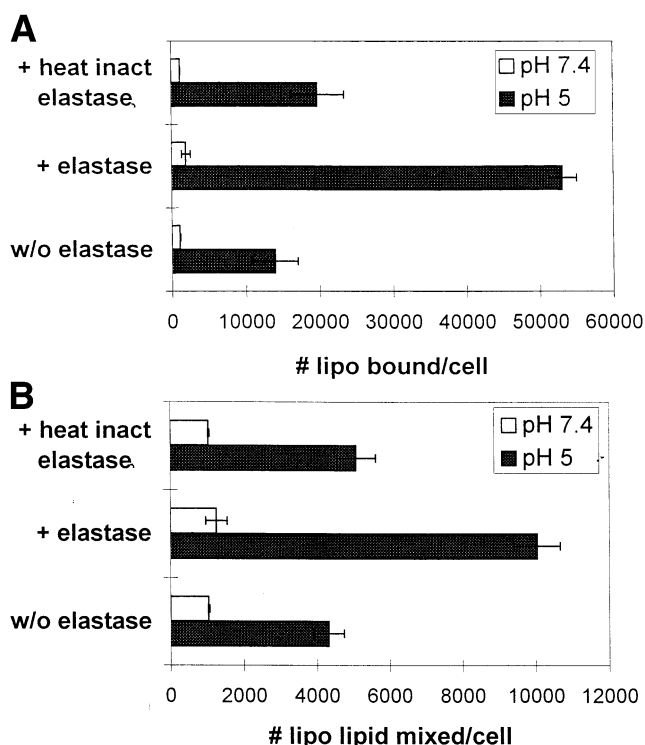 A
+ heat inact
elastase
+ elastase
w/o elastase
pH 7.4
pH 5
0 10000 20000 30000 40000 50000 60000
# lipo bound/cell
B
+ heat inact
elastase
+ elastase
w/o elastase
pH 7.4
pH 5
0 2000 4000 6000 8000 10000 12000
# lipo lipid mixed/cell